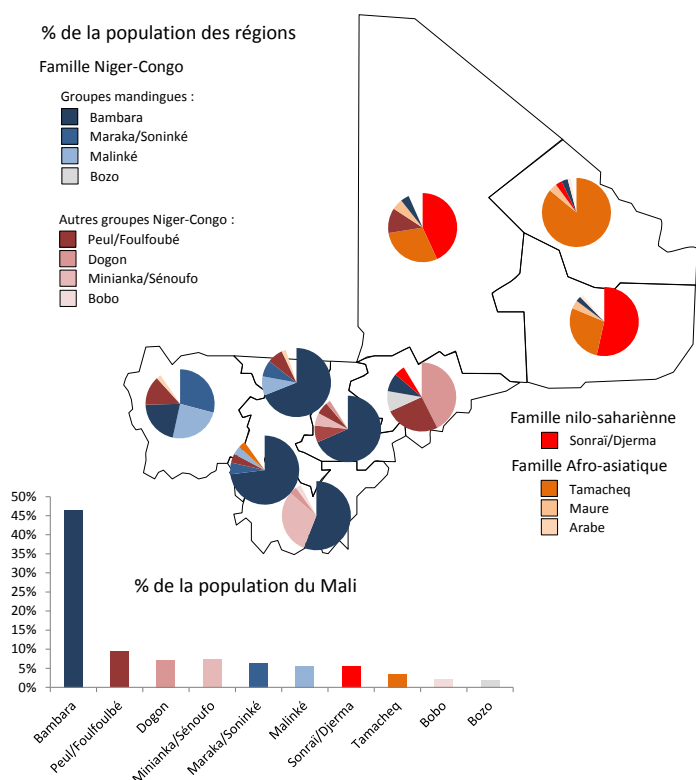 % de la population des régions
Famille Niger-Congo
Groupes mandingues :
Bambara
Maraka/Soninké
Malinké
Bozo
Autres groupes Niger-Congo :
Peul/Foulfoubé
Dogon
Minianka/Sénoufo
Bobo
Famille nilo-sahariènne
Sonraï/Djerma
Famille Afro-asiatique
Tamacheq
Maure
Arabe
% de la population du Mali
50%
45%
40%
35%
30%
25%
20%
15%
10%
5%
0%
Bambara
Peul/Foulfoulbé
Dogon
Minianka/Sénoufo
Maraka/Soninké
Malinké
Sonraï/Djerma
Tamacheq
Bobo
Bozo